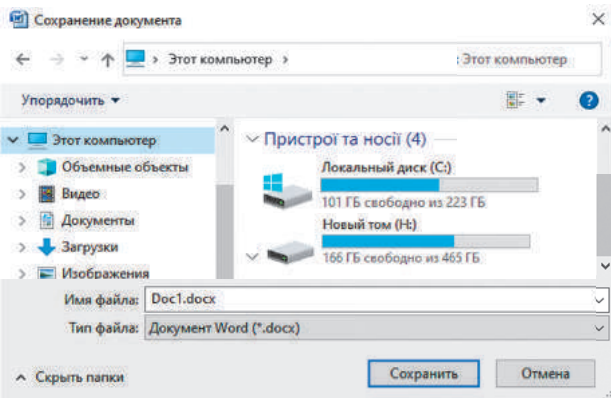 Сохранение документа
Этот компьютер
: Этот компьютер
Упорядочить
Этот компьютер
Объемные объекты
Видео
Документы
Загрузки
Изображения
Пристрої та носії (4)
Локальный диск (C:)
101 ГБ свободно из 223 ГБ
Новый том (H:)
166 ГБ свободно из 465 ГБ
Имя файла: Doc1.docx
Тип файла: Документ Word (*.docx)
Скрыть папки
Сохранить
Отмена